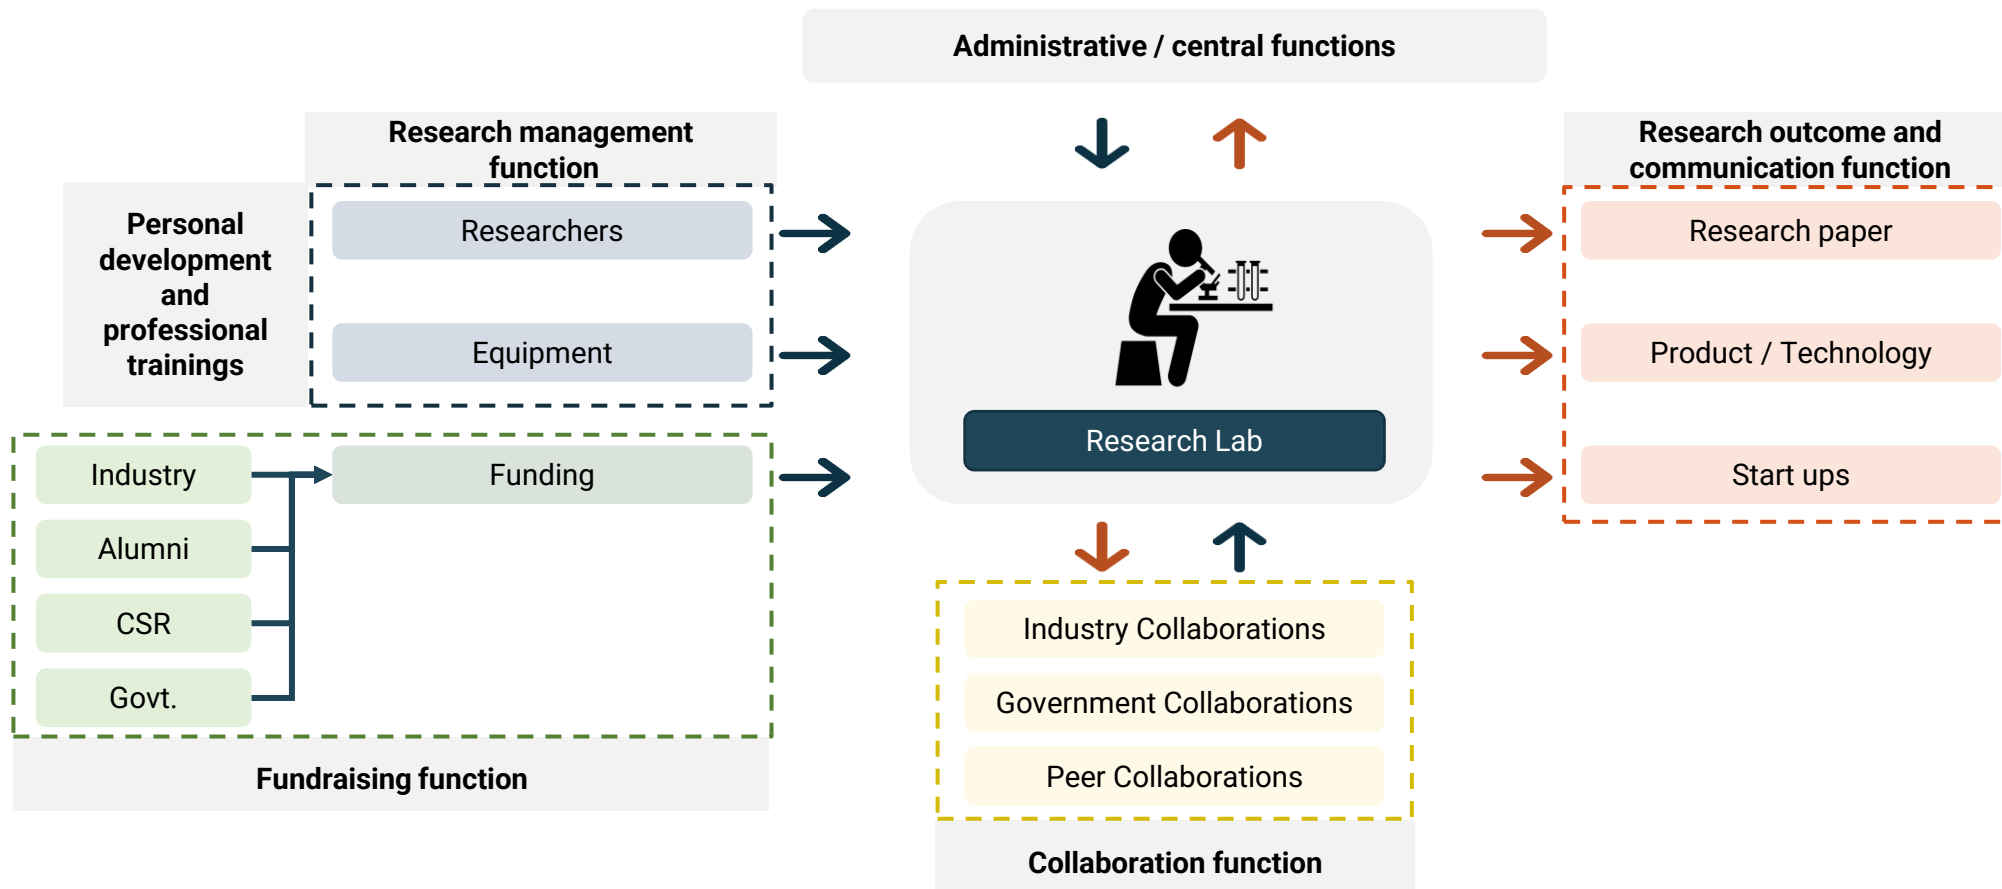 Administrative / central functions
Research management
function
Research outcome and
communication function
Personal
development
and
professional
trainings
Researchers
Equipment
Research Lab
Research paper
Product / Technology
Start ups
Industry
Funding
Alumni
CSR
Govt.
Fundraising function
Industry Collaborations
Government Collaborations
Peer Collaborations
Collaboration function